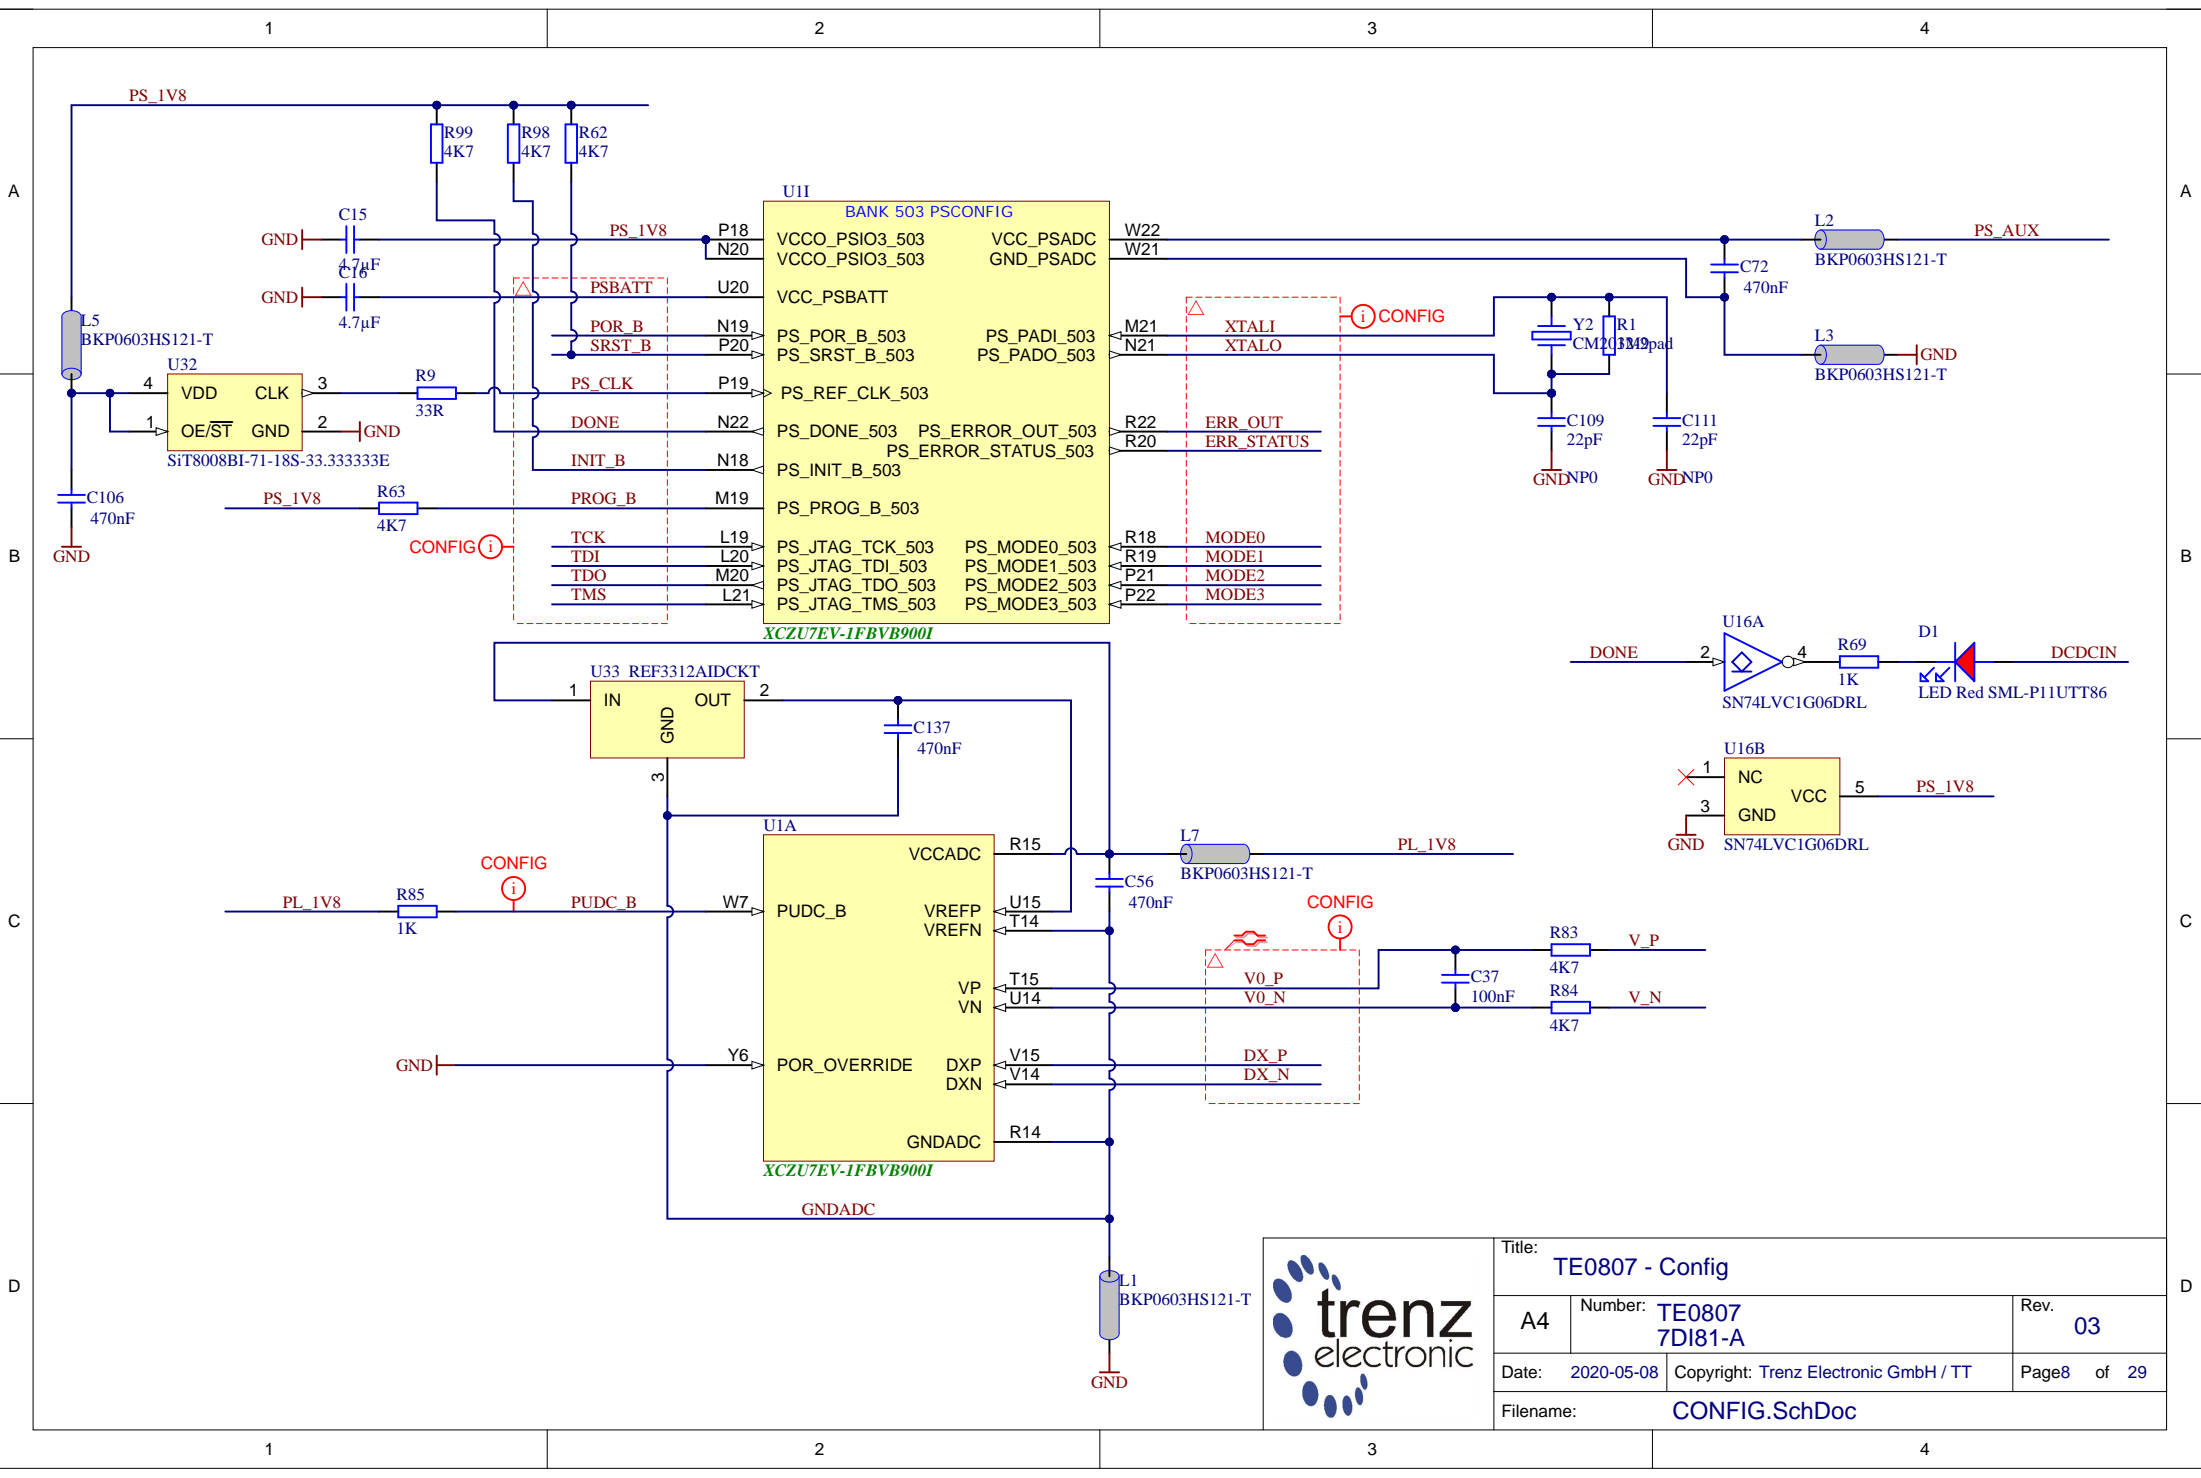 1 2 3 4
A
B
C
D
PS_1V8
R99
4K7
R98
4K7
R62
4K7
C15
GND
4.7µF
PS_1V8
C16
GND
4.7µF
PSBATT
POR_B
SRST_B
L5
BKP0603HS121-T
U32
4 VDD CLK 3
1 OE/ST GND 2 GND
SiT8008BI-71-18S-33.333333E
R9
33R
PS_CLK
DONE
INIT_B
C106
470nF
GND
PS_1V8
R63
4K7
PROG_B
CONFIG i
TCK
TDI
TDO
TMS
U1I
BANK 503 PSCONFIG
P18 VCCO_PSIO3_503 VCC_PSADC W22
N20 VCCO_PSIO3_503 GND_PSADC W21
U20 VCC_PSBATT
N19 PS_POR_B_503 PS_PADI_503 M21
P20 PS_SRST_B_503 PS_PADO_503 N21
P19 PS_REF_CLK_503
N22 PS_DONE_503 PS_ERROR_OUT_503 R22
PS_ERROR_STATUS_503 R20
N18 PS_INIT_B_503
M19 PS_PROG_B_503
L19 PS_JTAG_TCK_503 PS_MODE0_503 R18
L20 PS_JTAG_TDI_503 PS_MODE1_503 R19
M20 PS_JTAG_TDO_503 PS_MODE2_503 P21
L21 PS_JTAG_TMS_503 PS_MODE3_503 P22
XCZU7EV-1FBVB900I
XTALI
XTALO
i CONFIG
ERR_OUT
ERR_STATUS
MODE0
MODE1
MODE2
MODE3
Y2
R1
C109
22pF
GND NP0
C111
22pF
GND NP0
L2
BKP0603HS121-T
PS_AUX
C72
470nF
L3
BKP0603HS121-T
GND
U16A
DONE 2 4
SN74LVC1G06DRL
R69
1K
D1
DCDCIN
LED Red SML-P11UTT86
U16B
1 NC
VCC 5 PS_1V8
3 GND
GND
SN74LVC1G06DRL
U33 REF3312AIDCKT
1 IN OUT 2
GND
3
C137
470nF
U1A
VCCADC R15
W7 PUDC_B VREFP U15
VREFN T14
VP T15
VN U14
Y6 POR_OVERRIDE DXP V15
DXN V14
GNDADC R14
XCZU7EV-1FBVB900I
PL_1V8
R85
1K
CONFIG
i
PUDC_B
GND
L7
BKP0603HS121-T
PL_1V8
C56
470nF
CONFIG
i
V0_P
V0_N
DX_P
DX_N
C37
100nF
R83
4K7
V_P
R84
4K7
V_N
GNDADC
L1
BKP0603HS121-T
GND
trenz
electronic
Title:
TE0807 - Config
A4
Number: TE0807
7DI81-A
Rev.
03
Date: 2020-05-08
Copyright: Trenz Electronic GmbH / TT
Page8 of 29
Filename: CONFIG.SchDoc
1 2 3 4
A
B
C
D